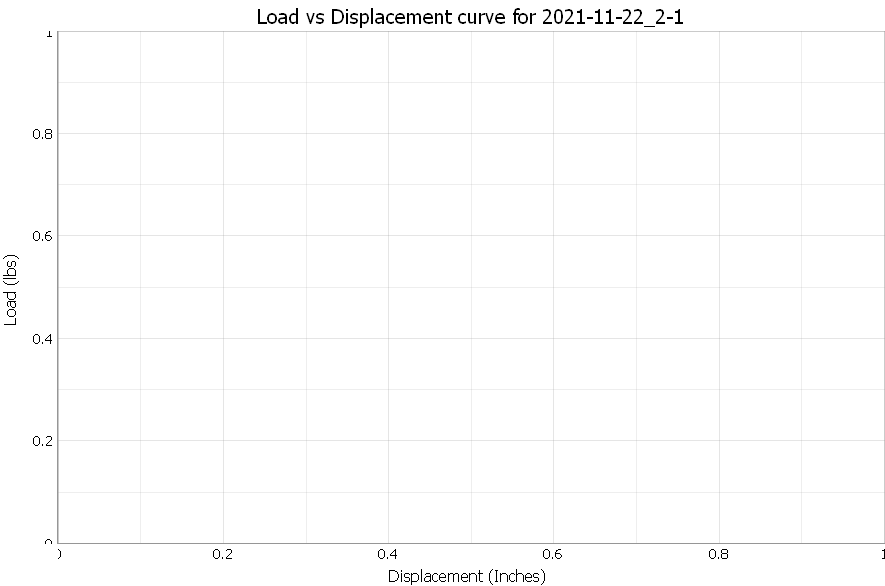 Load vs Displacement curve for 2021-11-22_2-1
1
0.8
0.6
0.4
0.2
0
Load (lbs)
0 0.2 0.4 0.6 0.8 1
Displacement (Inches)